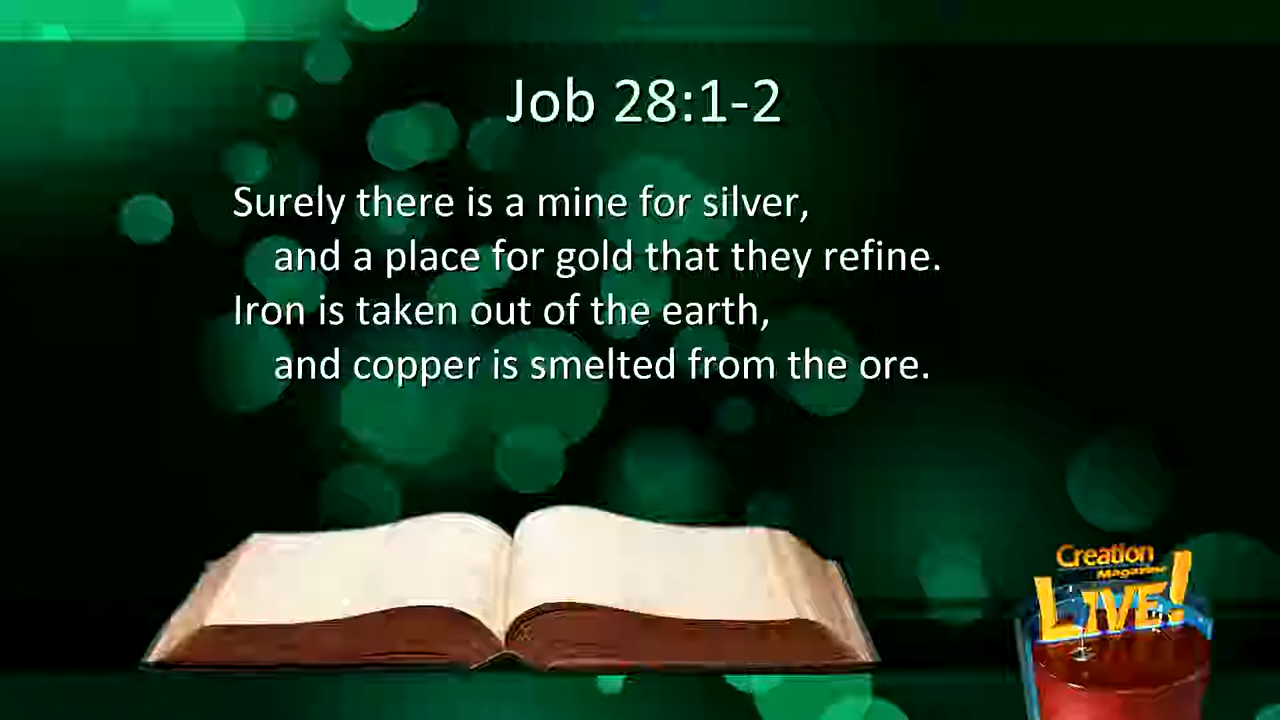 Job 28:1-2
Surely there is a mine for silver,
and a place for gold that they refine.
Iron is taken out of the earth,
and copper is smelted from the ore.
Creation
Magazine
LIVE!